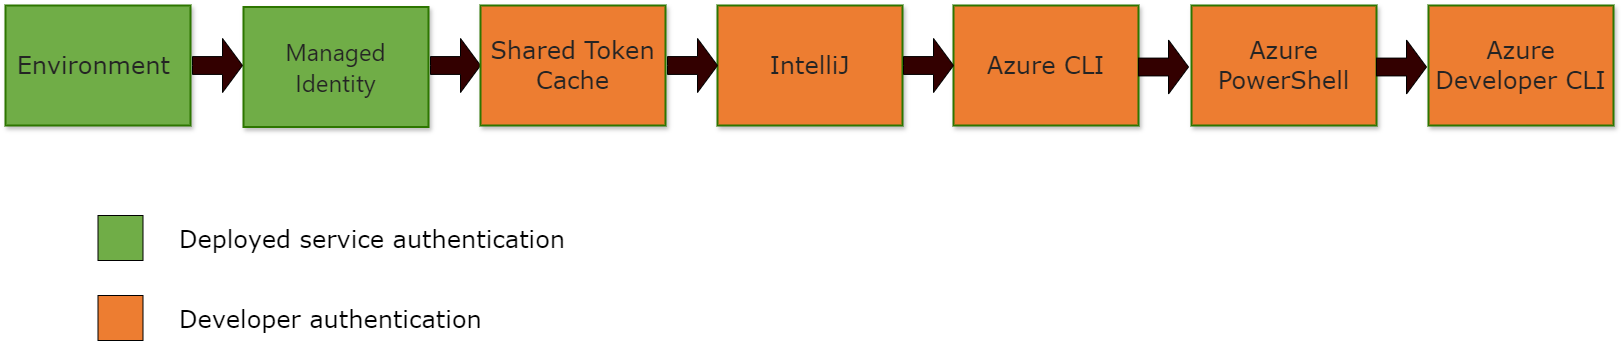 Environment
Managed
Identity
Shared Token
Cache
IntelliJ
Azure CLI
Azure
PowerShell
Azure
Developer CLI
Deployed service authentication
Developer authentication